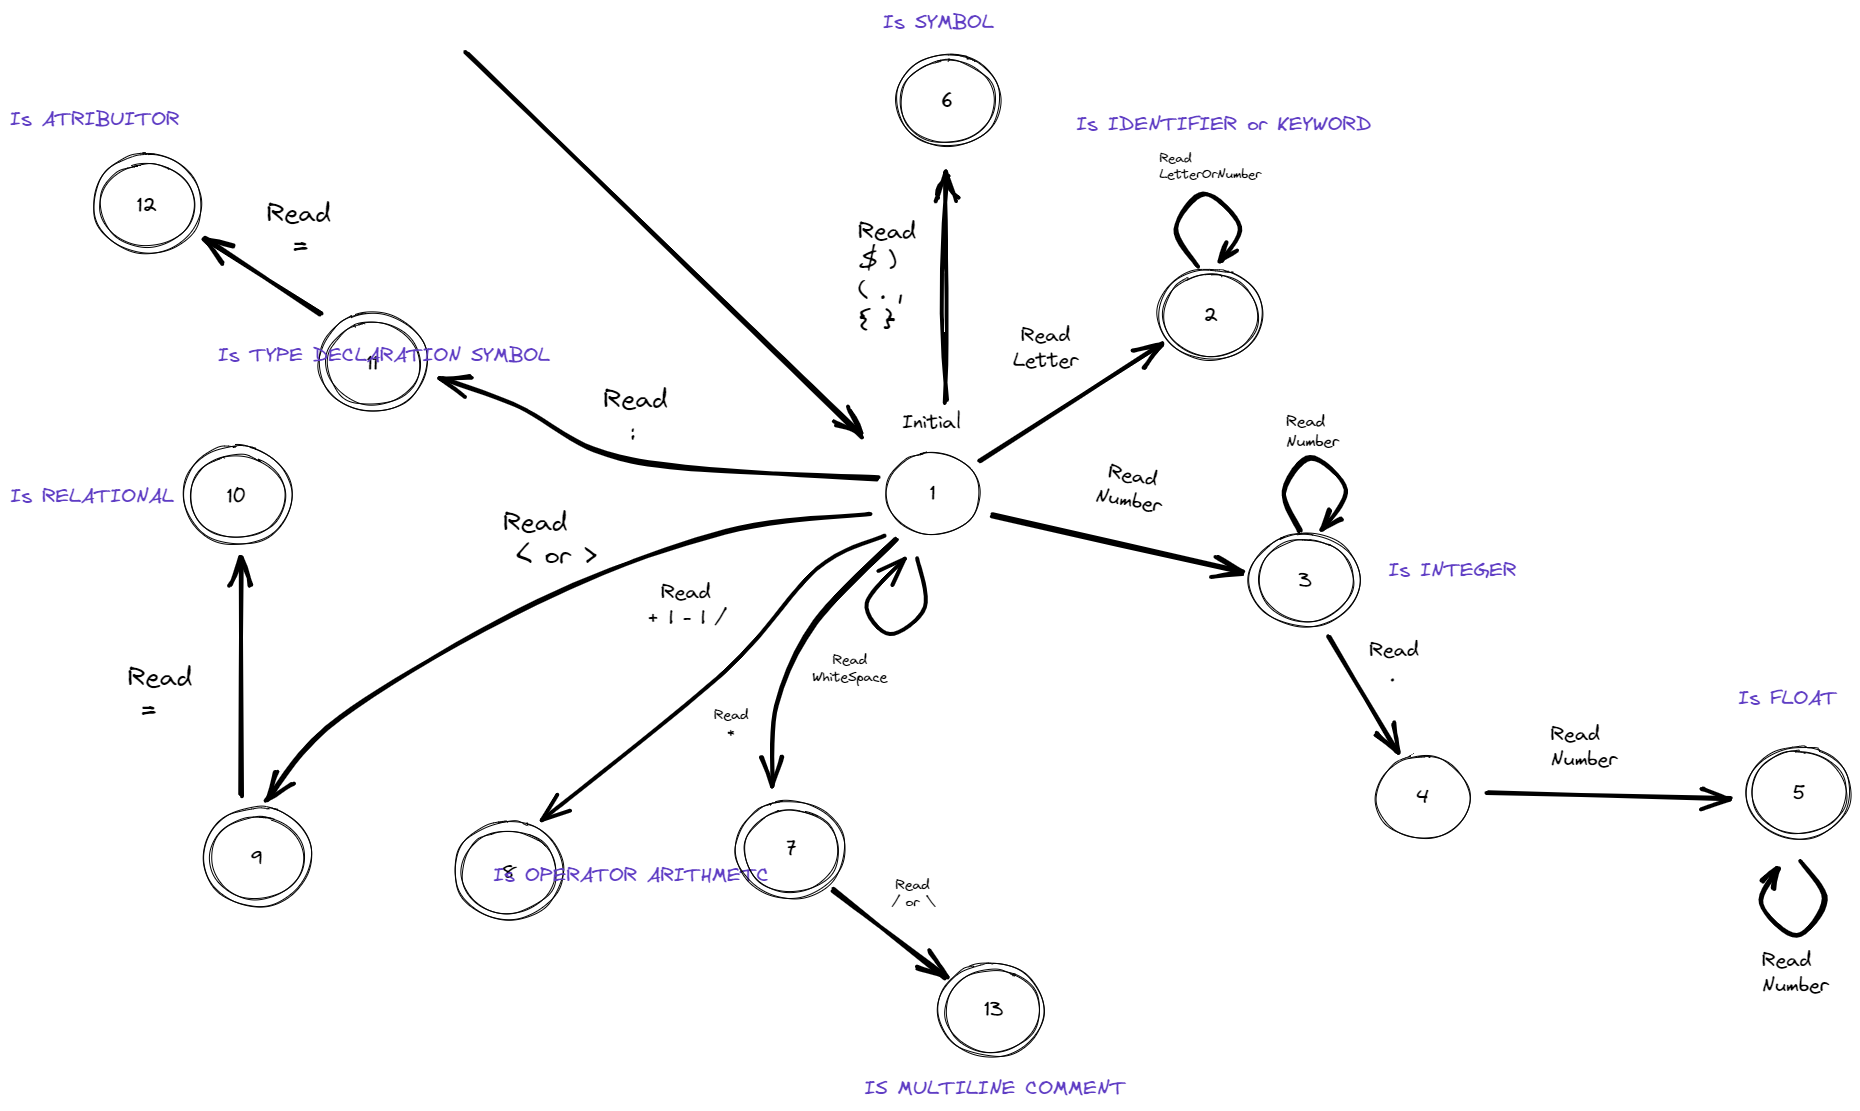 Is SYMBOL
6
Is ATRIBUITOR
12
Read
=
Is IDENTIFIER or KEYWORD
Read
LetterOrNumber
2
Read
$ )
( . ,
{ }
Read
Letter
Is TYPE DECLARATION SYMBOL
11
Read
:
Initial
1
Read
Number
Read
Number
3
Is INTEGER
Is RELATIONAL
10
Read
< or >
Read
+ | - | /
Read
WhiteSpace
Read
*
Read
=
Read
.
Read
Number
Is FLOAT
4
5
Read
Number
9
8
IS OPERATOR ARITHMETC
7
Read
/ or \
13
IS MULTILINE COMMENT